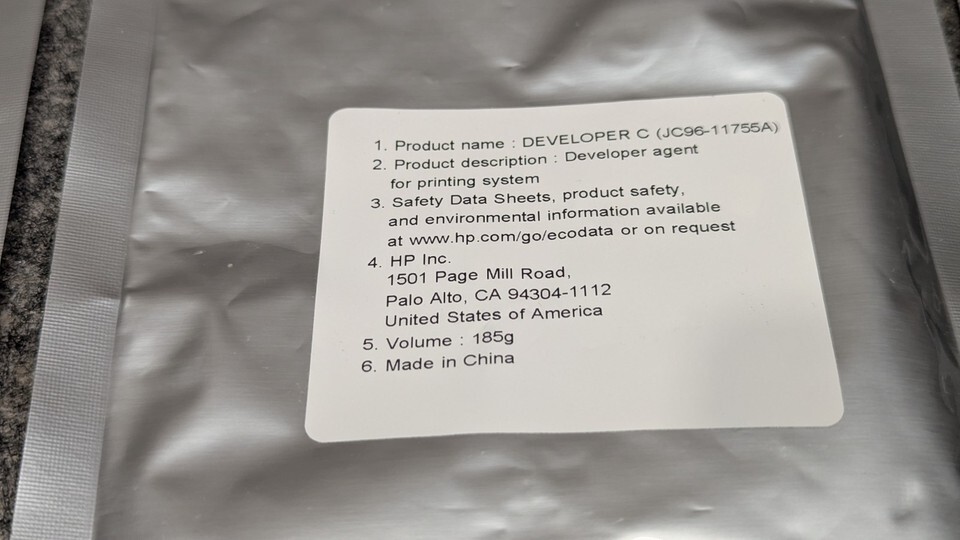 1. Product name : DEVELOPER C (JC96-11755A)
2. Product description : Developer agent
for printing system
3. Safety Data Sheets, product safety,
and environmental information available
at www.hp.com/go/ecodata or on request
4. HP Inc.
1501 Page Mill Road,
Palo Alto, CA 94304-1112
United States of America
5. Volume : 185g
6. Made in China